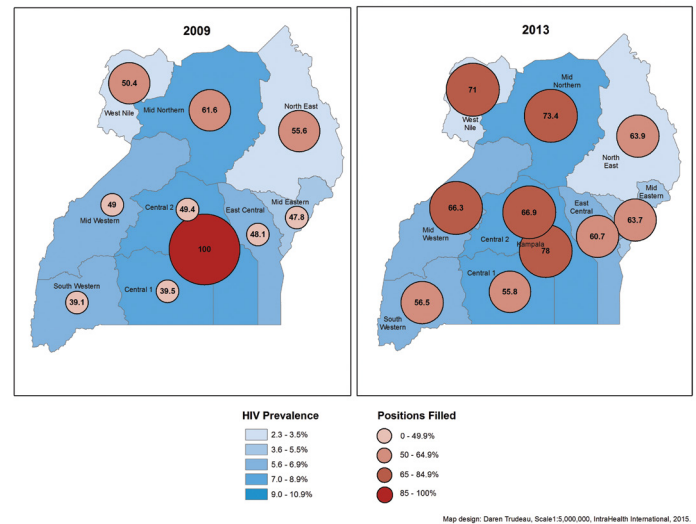 2009
50.4
West Nile
Mid Northern
61.6
North East
55.6
49
Mid Western
Central 2
49.4
East Central
48.1
Mid Eastern
47.8
100
South Western
39.1
Central 1
39.5
2013
71
West
Nile
Mid
Northern
73.4
63.9
North
East
66.3
Mid
Western
66.9
Central 2
Kampala
78
East
Central
60.7
Mid
Eastern
63.7
Central 1
55.8
56.5
South
Western
HIV Prevalence
2.3 - 3.5%
3.6 - 5.5%
5.6 - 6.9%
7.0 - 8.9%
9.0 - 10.9%
Positions Filled
0 - 49.9%
50 - 64.9%
65 - 84.9%
85 - 100%
Map design: Daren Trudeau, Scale1:5,000,000, IntraHealth International, 2015.